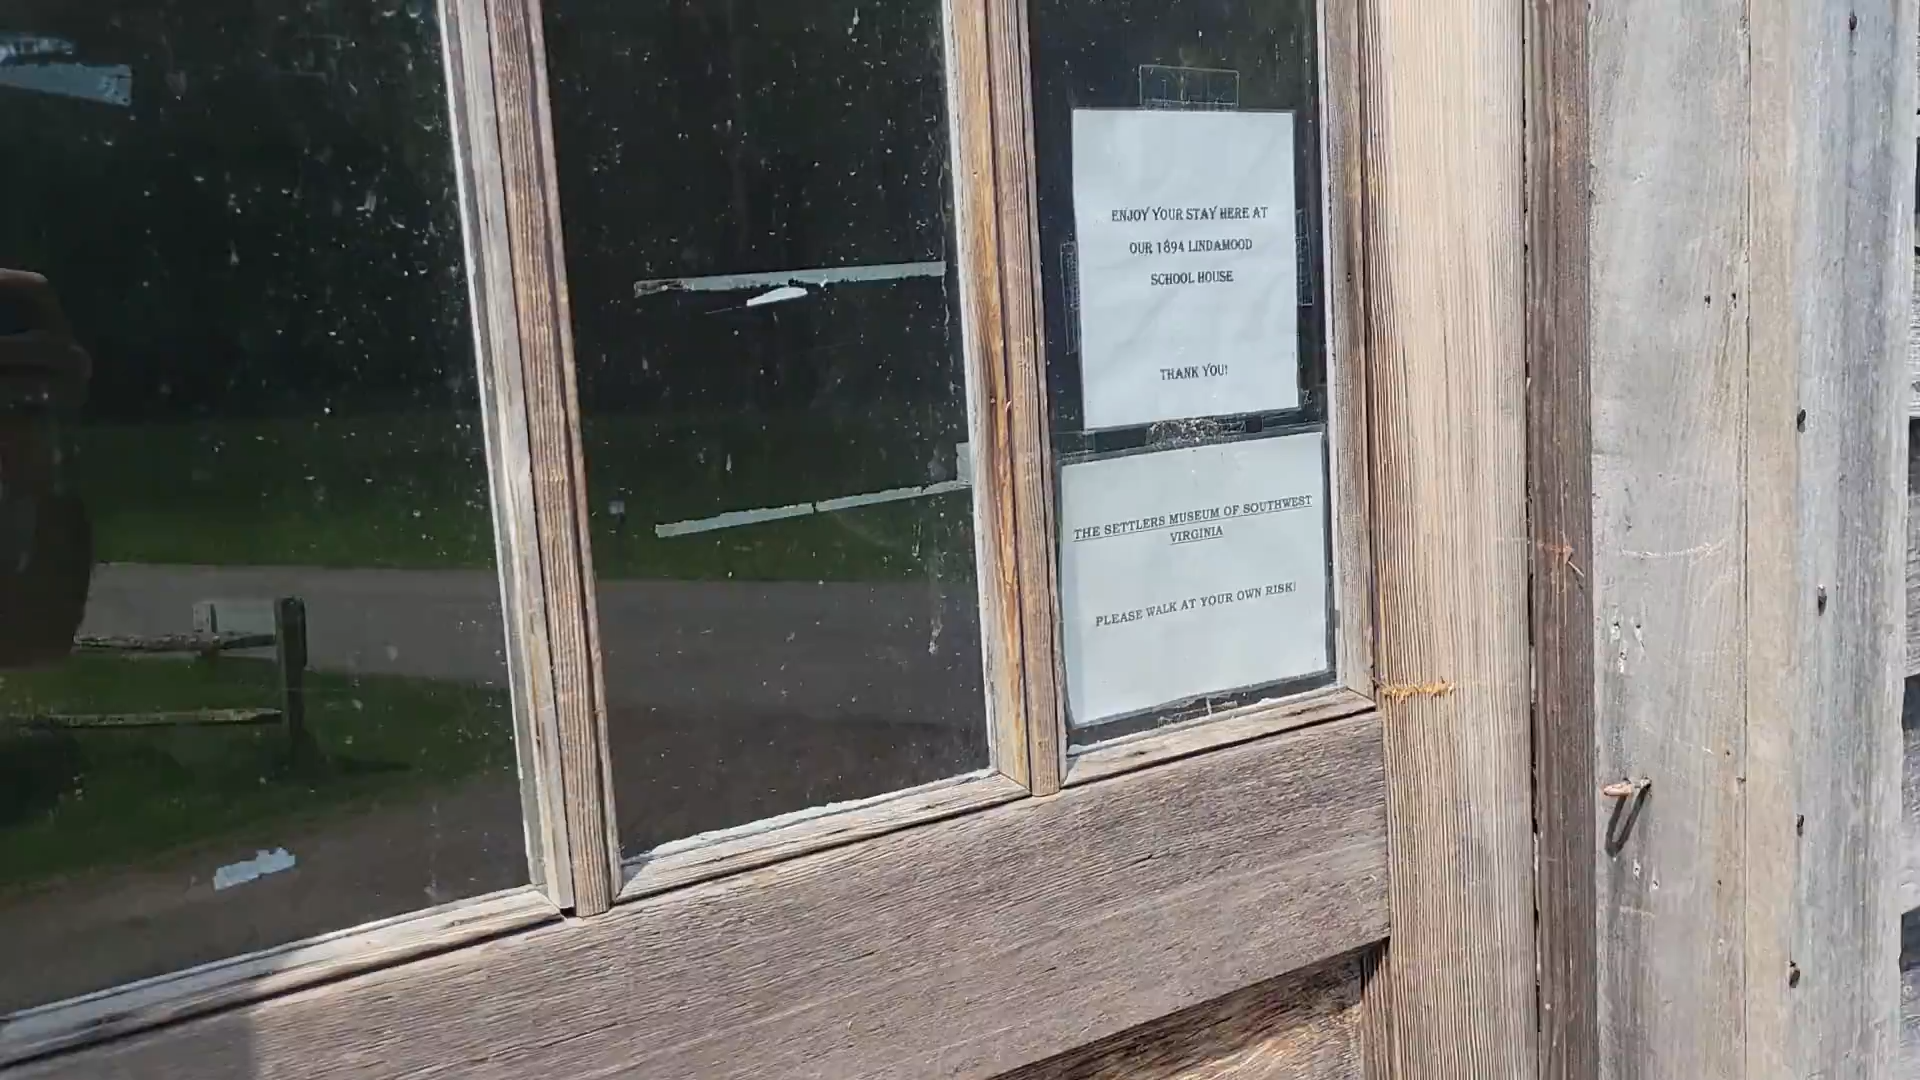 ENJOY YOUR STAY HERE AT
OUR 1894 LINDAMOOD
SCHOOL HOUSE
THANK YOU!
THE SETTLERS MUSEUM OF SOUTHWEST
VIRGINIA
PLEASE WALK AT YOUR OWN RISK!